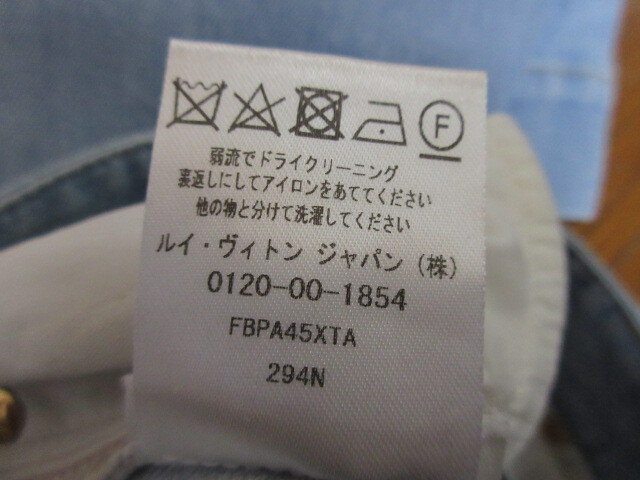 F
弱流でドライクリーニング
裏返しにしてアイロンをあててください
他の物と分けて洗濯してください
ルイ・ヴィトン ジャパン (株)
0120-00-1854
FBPA45XTA
294N